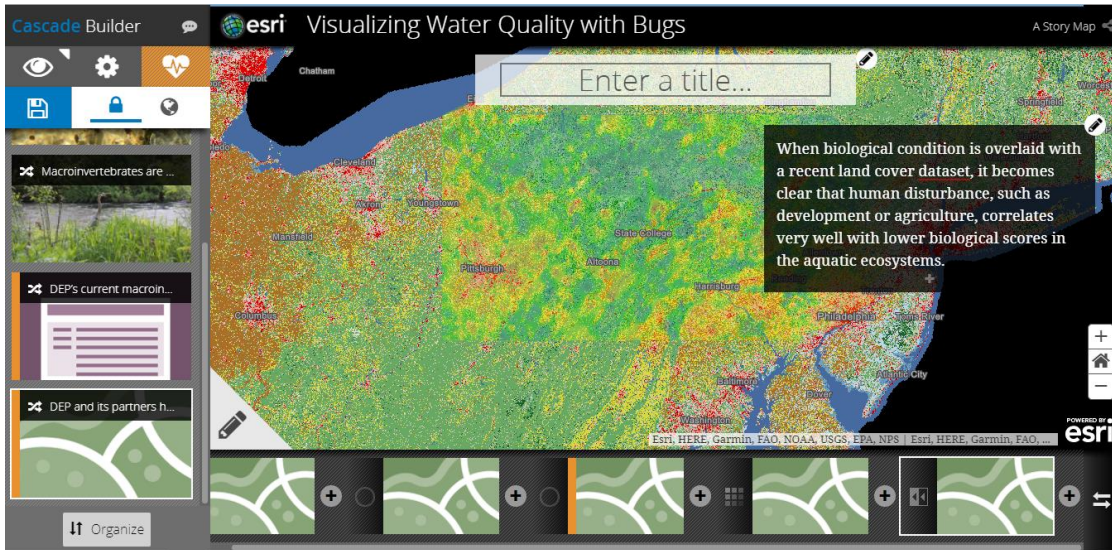 Cascade Builder
esri Visualizing Water Quality with Bugs
A Story Map
Enter a title...
When biological condition is overlaid with
a recent land cover dataset, it becomes
clear that human disturbance, such as
development or agriculture, correlates
very well with lower biological scores in
the aquatic ecosystems.
Macroinvertebrates are ...
DEP's current macroin...
DEP and its partners h...
Organize
Detroit
Chatham
Cleveland
Akron
Youngstown
Mansfield
Columbus
Pittsburgh
State College
Altoona
Harrisburg
Springfield
Philadelphia
Toms River
Atlantic City
Baltimore
Dover
Washington
Esri, HERE, Garmin, FAO, NOAA, USGS, EPA, NPS | Esri, HERE, Garmin, FAO, ...
POWERED BY
esri